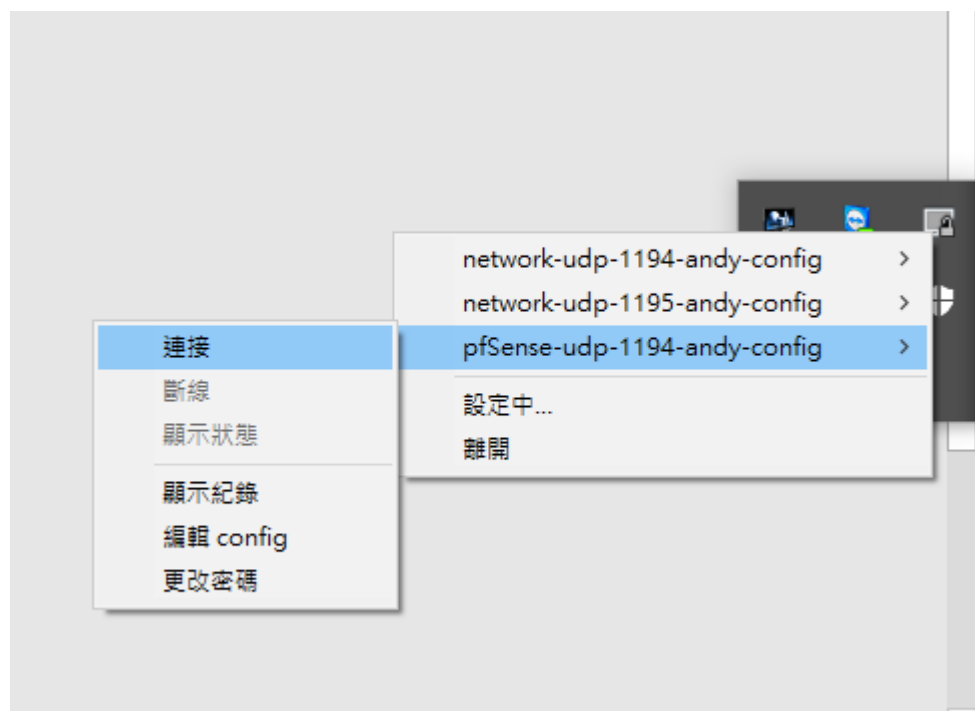 network-udp-1194-andy-config
network-udp-1195-andy-config
pfSense-udp-1194-andy-config
設定中...
離開
連接
斷線
顯示狀態
顯示紀錄
編輯 config
更改密碼